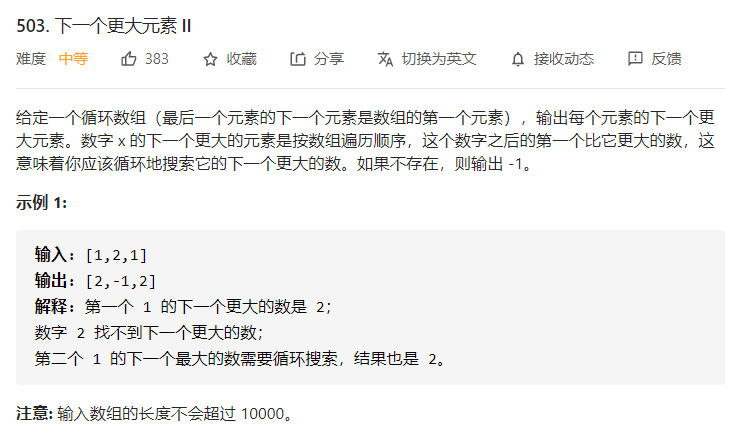 503. 下一个更大元素 II
难度 中等 383 收藏 分享 切换为英文 接收动态 反馈
给定一个循环数组（最后一个元素的下一个元素是数组的第一个元素），输出每个元素的下一个更
大元素。数字 x 的下一个更大的元素是按数组遍历顺序，这个数字之后的第一个比它更大的数，这
意味着你应该循环地搜索它的下一个更大的数。如果不存在，则输出 -1。
示例 1:
输入: [1,2,1]
输出: [2,-1,2]
解释: 第一个 1 的下一个更大的数是 2；
数字 2 找不到下一个更大的数；
第二个 1 的下一个最大的数需要循环搜索，结果也是 2。
注意: 输入数组的长度不会超过 10000。